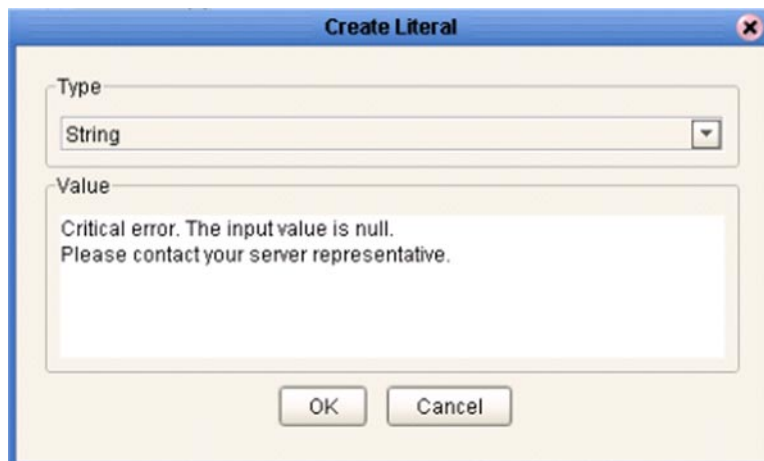 Create Literal
Type
String
Value
Critical error. The input value is null.
Please contact your server representative.
OK Cancel